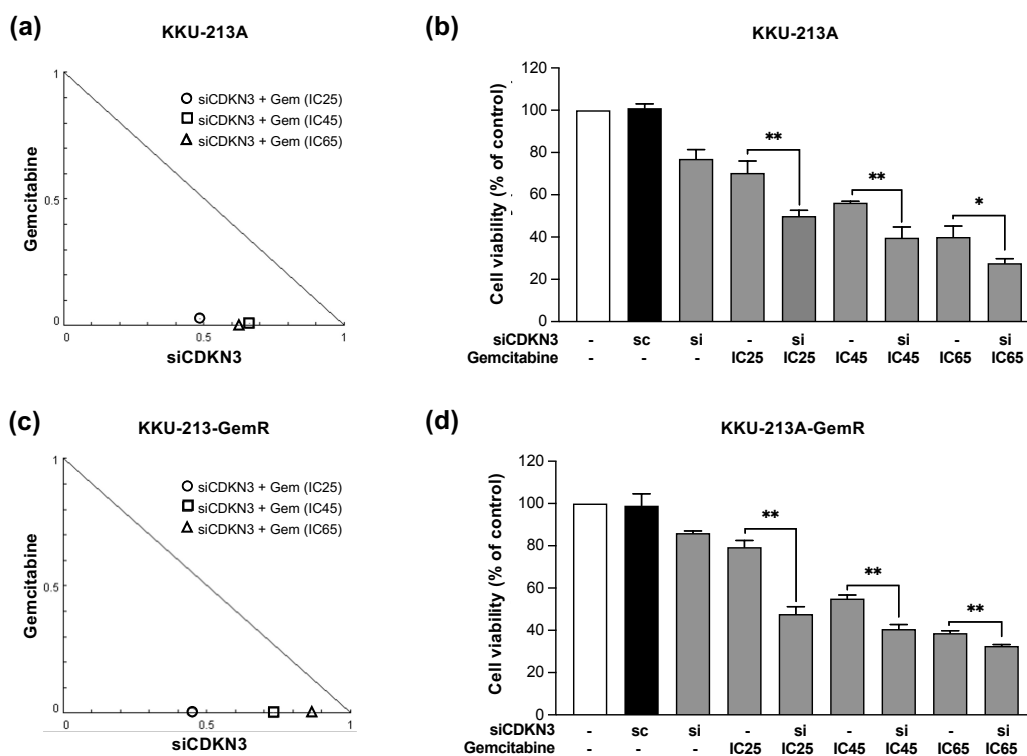 (a)
KKU-213A
1
0.5
0
0
0.5
1
Gemcitabine
siCDKN3
siCDKN3 + Gem (IC25)
siCDKN3 + Gem (IC45)
siCDKN3 + Gem (IC65)
(b)
KKU-213A
120
100
80
60
40
20
0
Cell viability (% of control)
** ** *
siCDKN3 - sc si - si - si - si
Gemcitabine - - - IC25 IC25 IC45 IC45 IC65 IC65
(c)
KKU-213-GemR
1
0.5
0
0
0.5
1
Gemcitabine
siCDKN3
siCDKN3 + Gem (IC25)
siCDKN3 + Gem (IC45)
siCDKN3 + Gem (IC65)
(d)
KKU-213A-GemR
120
100
80
60
40
20
0
Cell viability (% of control)
** ** **
siCDKN3 - sc si - si - si - si
Gemcitabine - - - IC25 IC25 IC45 IC45 IC65 IC65